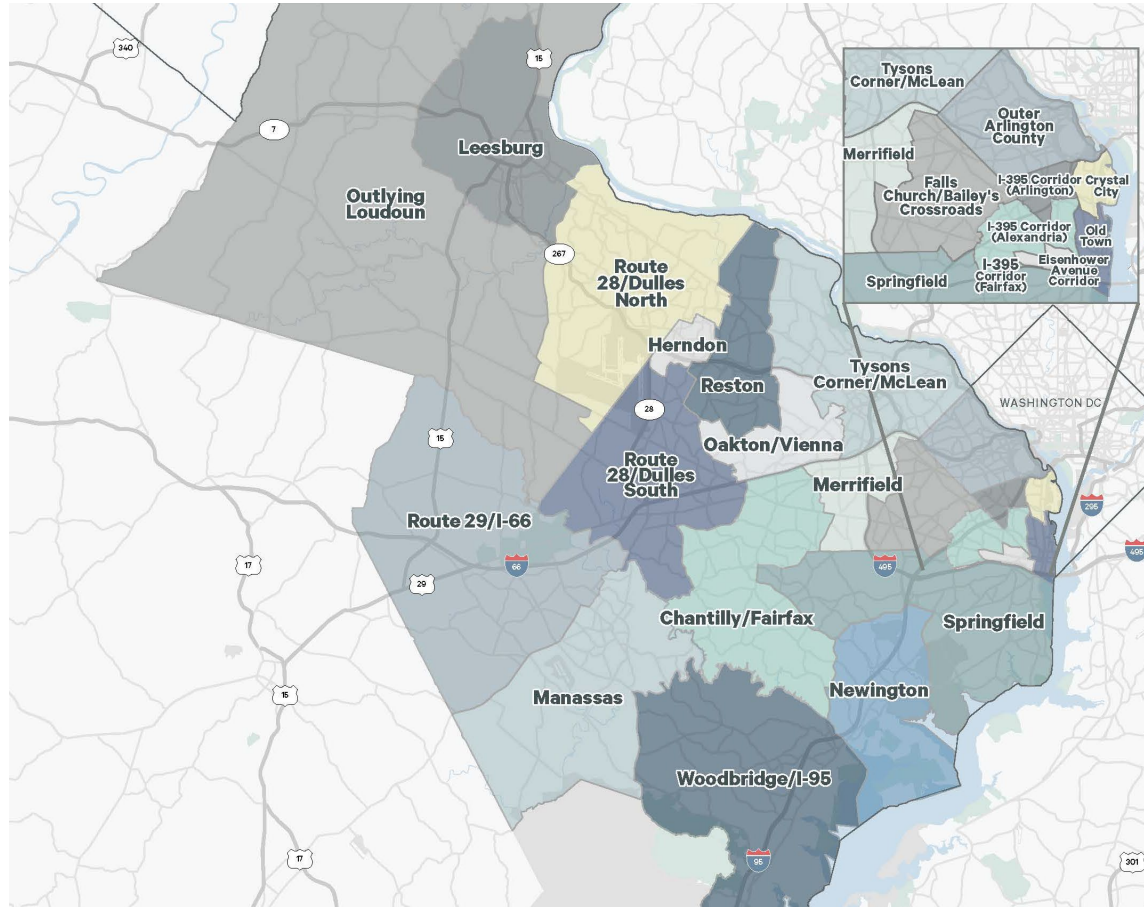 340
15
7
Leesburg
Outlying
Loudoun
267
Route
28/Dulles
North
Herndon
Reston
Tysons
Corner/McLean
28
Oakton/Vienna
15
Route
28/Dulles
South
Merrifield
Route 29/I-66
66
495
17
29
Chantilly/Fairfax
Springfield
Newington
Manassas
15
Woodbridge/I-95
95
17
301
WASHINGTON DC
295
495
Tysons
Corner/McLean
Outer
Arlington
County
Merrifield
Falls
Church/Bailey's
Crossroads
I-395 Corridor
(Arlington)
Crystal
City
I-395 Corridor
(Alexandria)
Old
Town
Springfield
I-395
Corridor
(Fairfax)
Eisenhower
Avenue
Corridor